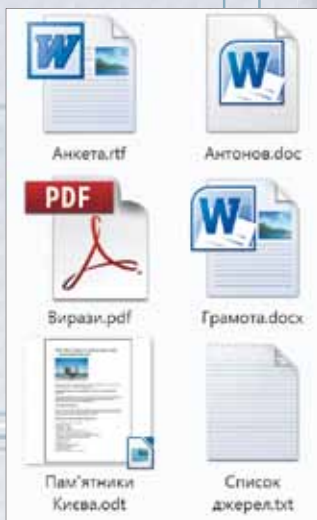 W
W
Анкета.rtf
Антонов.doc
PDF
W
Вирази.pdf
Грамота.docx
Пам'ятники
Києва.odt
Список
джерел.txt